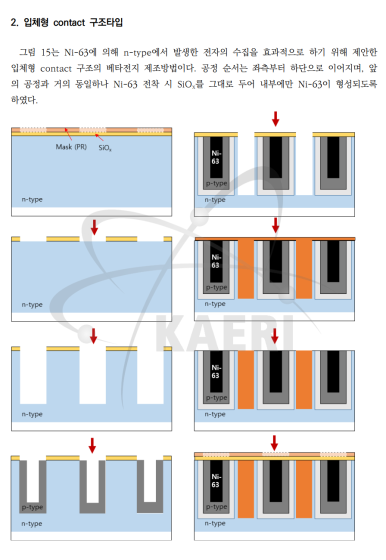 2. 입체형 contact 구조타입
그림 15는 Ni-63에 의해 n-type에서 발생한 전자의 수집을 효과적으로 하기 위해 제안한
입체형 contact 구조의 베타전지 제조방법이다. 공정 순서는 좌측부터 하단으로 이어지며, 앞
의 공정과 거의 동일하나 Ni-63 전착 시 SiOₓ를 그대로 두어 내부에만 Ni-63이 형성되도록
하였다.
Mask (PR)
SiOₓ
n-type
n-type
n-type
p-type
n-type
Ni-
63
p-type
n-type
Ni-
63
p-type
n-type
Ni-
63
p-type
n-type
Ni-
63
p-type
n-type
KAERI